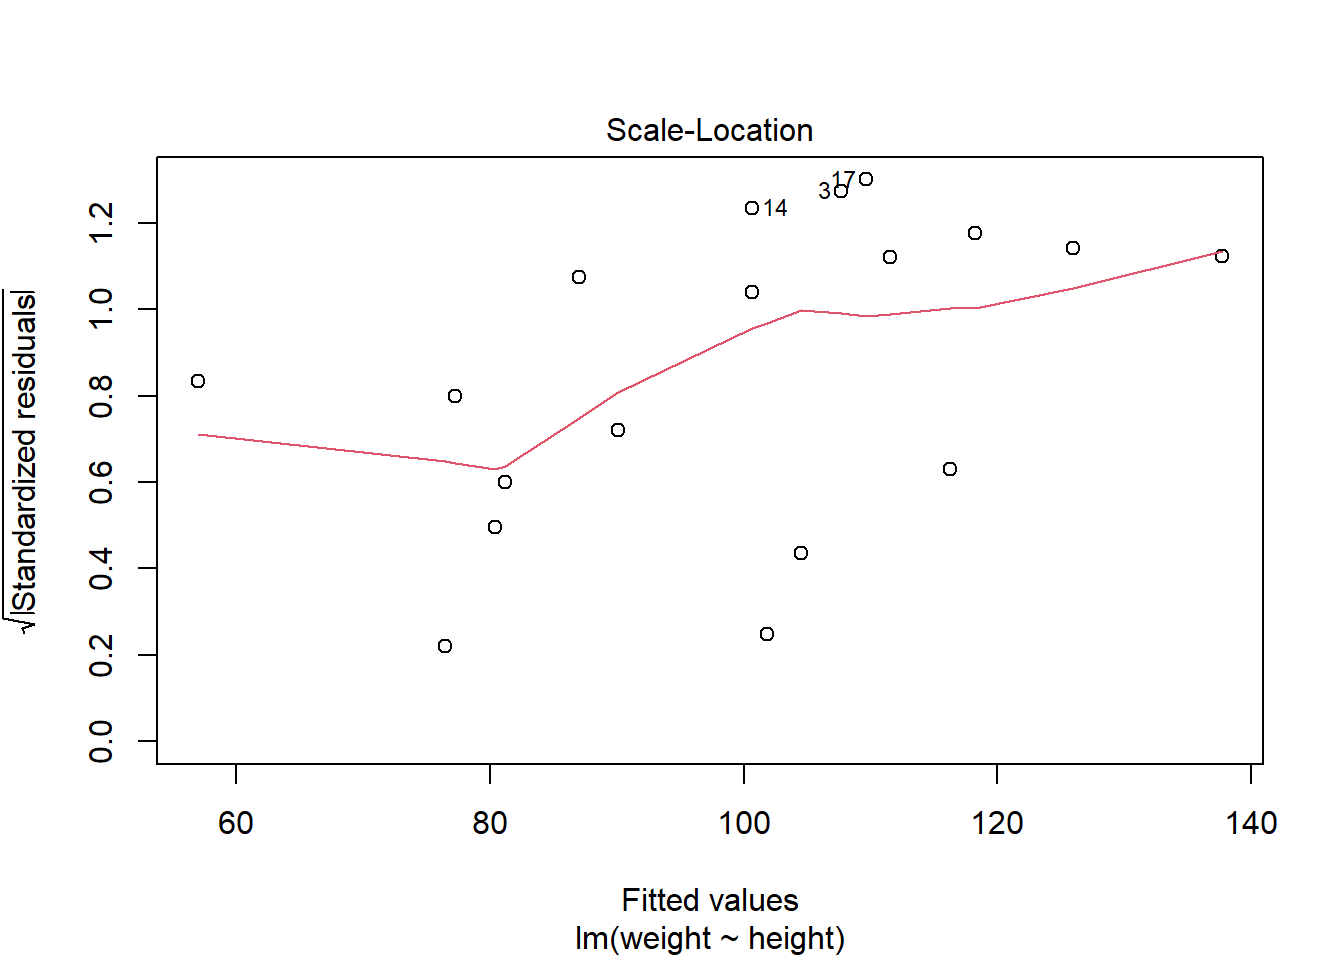 Scale-Location
√|Standardized residuals|
1.2
1.0
0.8
0.6
0.4
0.2
0.0
17
3
14
60 80 100 120 140
Fitted values
lm(weight ~ height)